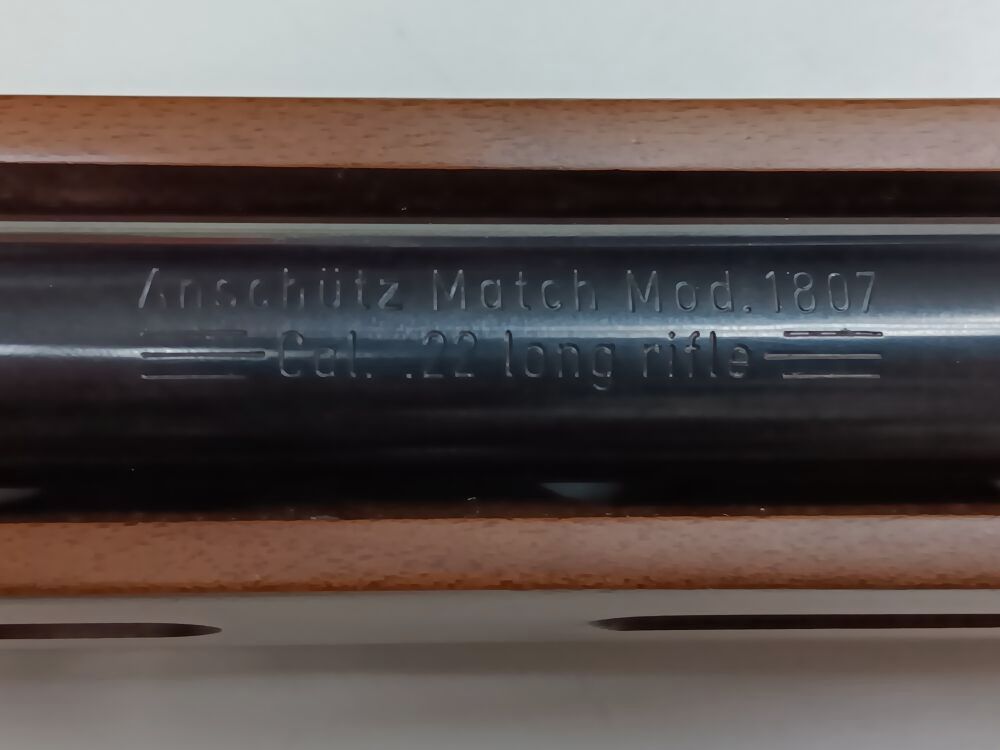 Anschütz Match Mod. 1807
Cal. .22 long rifle